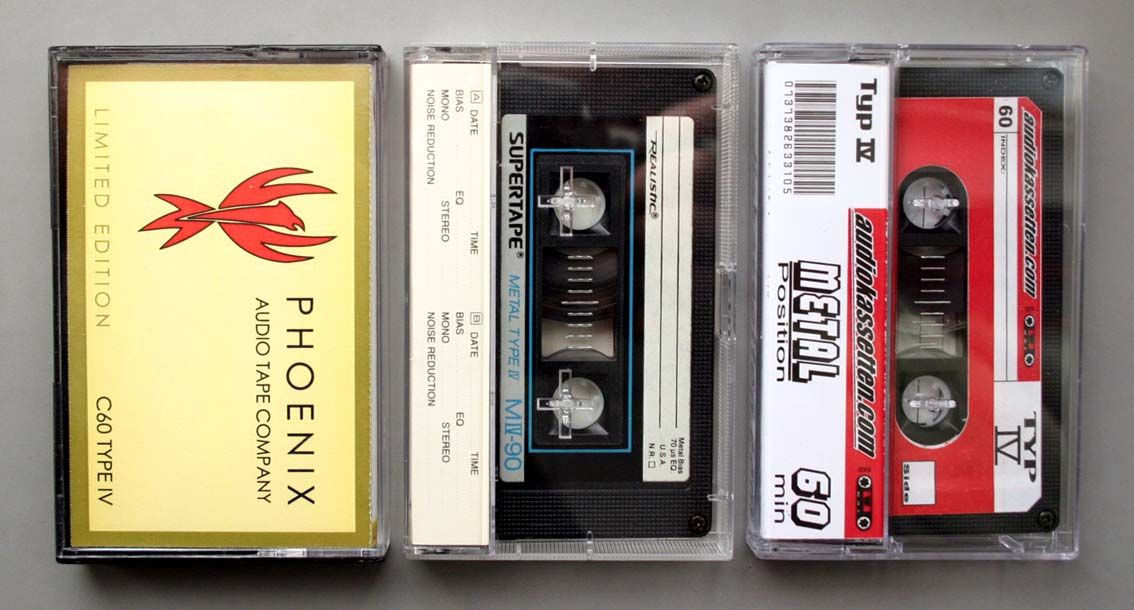 LIMITED EDITION
PHOENIX
AUDIO TAPE COMPANY
C60 TYPE IV
A DATE TIME
BIAS EQ
MONO STEREO
NOISE REDUCTION
B DATE TIME
BIAS EQ
MONO STEREO
NOISE REDUCTION
REALISTIC®
Metal Bias
70 µs EQ
U.S.A.
N.R.
SUPERTAPE®
METAL TYPE IV
MIV-90
Typ IV
0731382633105
audiokassetten.com
METAL
Position
60
min
audiokassetten.com
60
INDEX:
TYP
IV
Side